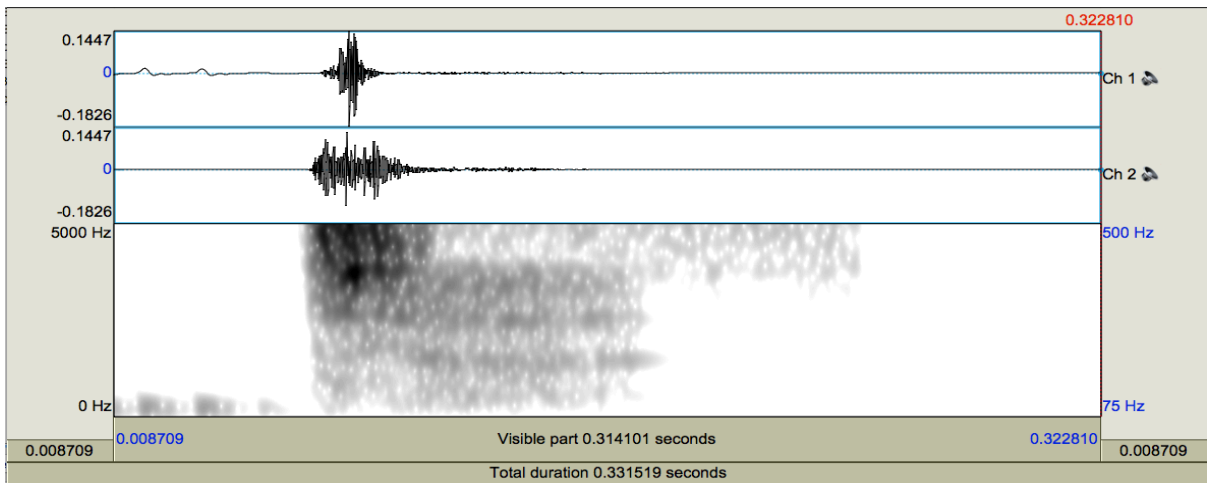 0.322810
0.1447
0
-0.1826
Ch 1
0.1447
0
-0.1826
Ch 2
5000 Hz
500 Hz
0 Hz
75 Hz
0.008709
0.008709
Visible part 0.314101 seconds
0.322810
0.008709
Total duration 0.331519 seconds